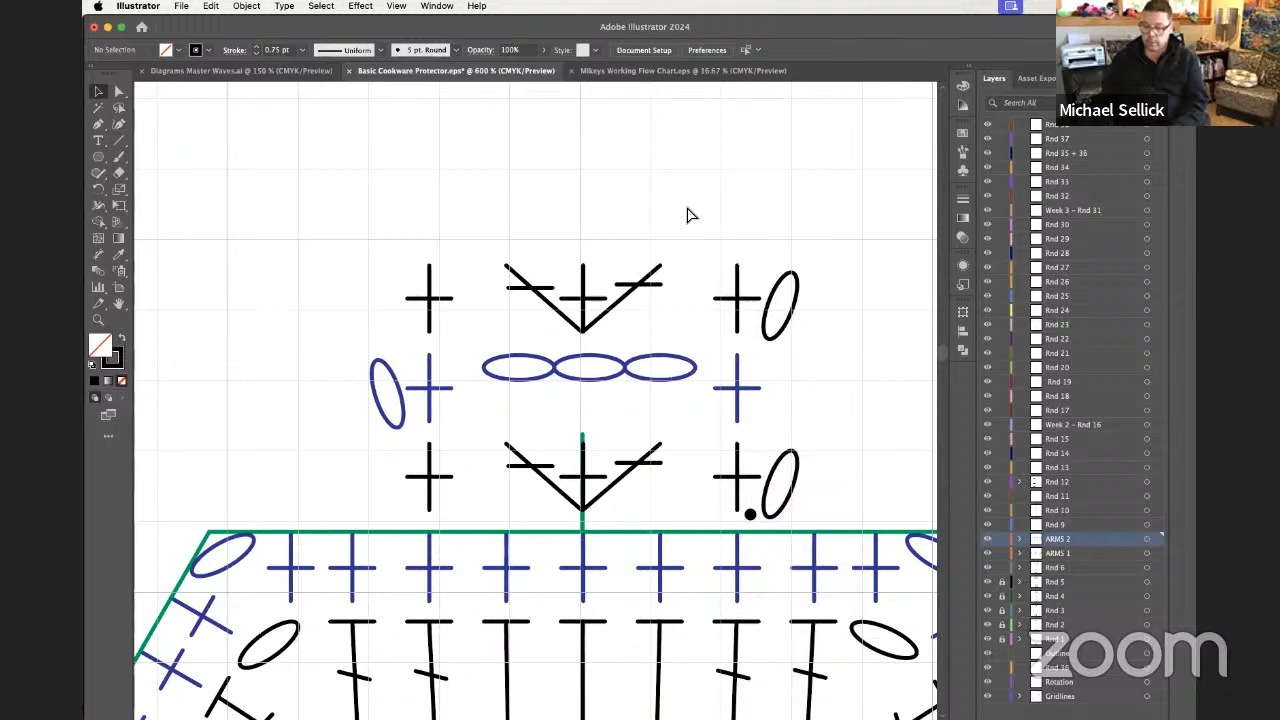 Illustrator File Edit Object Type Select Effect View Window Help
Adobe Illustrator 2024
No Selection Stroke: 0.75 pt Uniform 5 pt. Round Opacity: 100% Style: Document Setup Preferences
Diagrams Master Waves.ai @ 150 % (CMYK/Preview) Basic Cookware Protector.eps* @ 600 % (CMYK/Preview) Mikeys Working Flow Chart.eps @ 16.67 % (CMYK/Preview)
Layers Asset Expo
Search All
Michael Sellick
Rnd 37
Rnd 35 + 36
Rnd 34
Rnd 33
Rnd 32
Week 3 - Rnd 31
Rnd 30
Rnd 29
Rnd 28
Rnd 27
Rnd 26
Rnd 25
Rnd 24
Rnd 23
Rnd 22
Rnd 21
Rnd 20
Rnd 19
Rnd 18
Rnd 17
Week 2 - Rnd 16
Rnd 15
Rnd 14
Rnd 13
Rnd 12
Rnd 11
Rnd 10
Rnd 9
ARMS 2
ARMS 1
Rnd 6
Rnd 5
Rnd 4
Rnd 3
Rnd 2
Rnd 1
zoom
Rotation
Gridlines